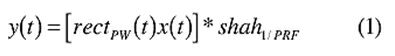 y(t) = [rect_PW(t)x(t)] * shah_1/PRF (1)